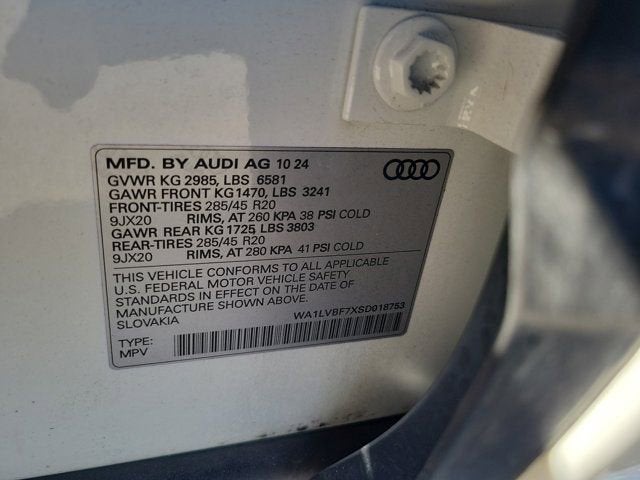 MFD. BY AUDI AG 10 24
GVWR KG 2985, LBS 6581
GAWR FRONT KG1470, LBS 3241
FRONT-TIRES 285/45 R20
9JX20 RIMS, AT 260 KPA 38 PSI COLD
GAWR REAR KG 1725, LBS 3803
REAR-TIRES 285/45 R20
9JX20 RIMS, AT 280 KPA 41 PSI COLD
THIS VEHICLE CONFORMS TO ALL APPLICABLE
U.S. FEDERAL MOTOR VEHICLE SAFETY
STANDARDS IN EFFECT ON THE DATE OF
MANUFACTURE SHOWN ABOVE.
SLOVAKIA
WA1LVBF7XSD018753
TYPE:
MPV